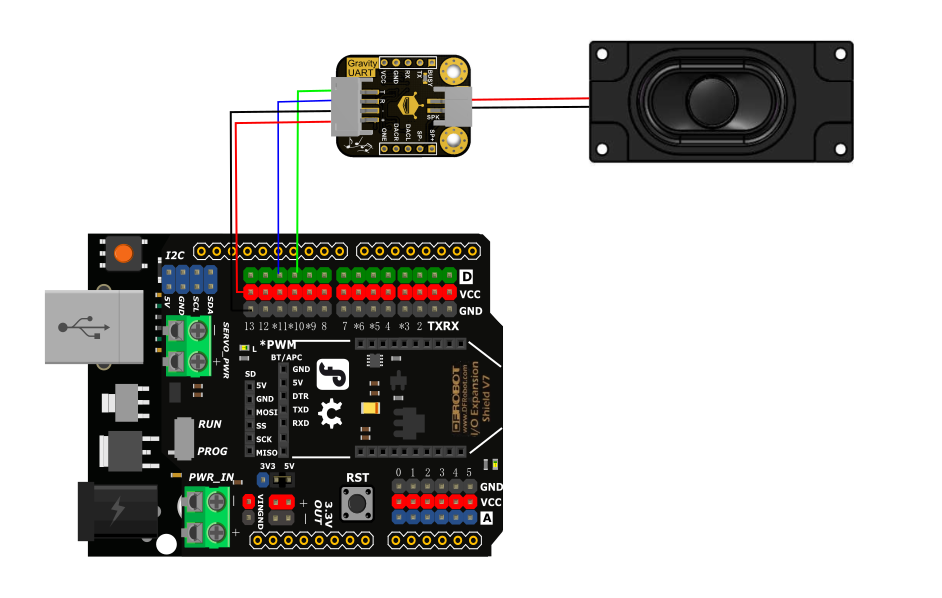 Gravity
UART
VCC
GND
RX
TX
BUSY
T
R
-
+
SPK
ONE
DACR
DACL
SP-
SP+
I2C
5V
GND
SCL
SDA
D
VCC
GND
13 12 *11 *10 *9 8 7 *6 *5 4 *3 2 TXRX
SERVO_PWR
-
+
L
*PWM
BT/APC
SD
5V
GND
MOSI
SS
SCK
MISO
GND
5V
DTR
TXD
RXD
DFROBOT
www.DFRobot.com
I/O Expansion
Shield V7
RUN
PROG
PWR_IN
-
+
3V3 5V
VIN
GND
+
-
3.3V
OUT
RST
0 1 2 3 4 5
GND
VCC
A